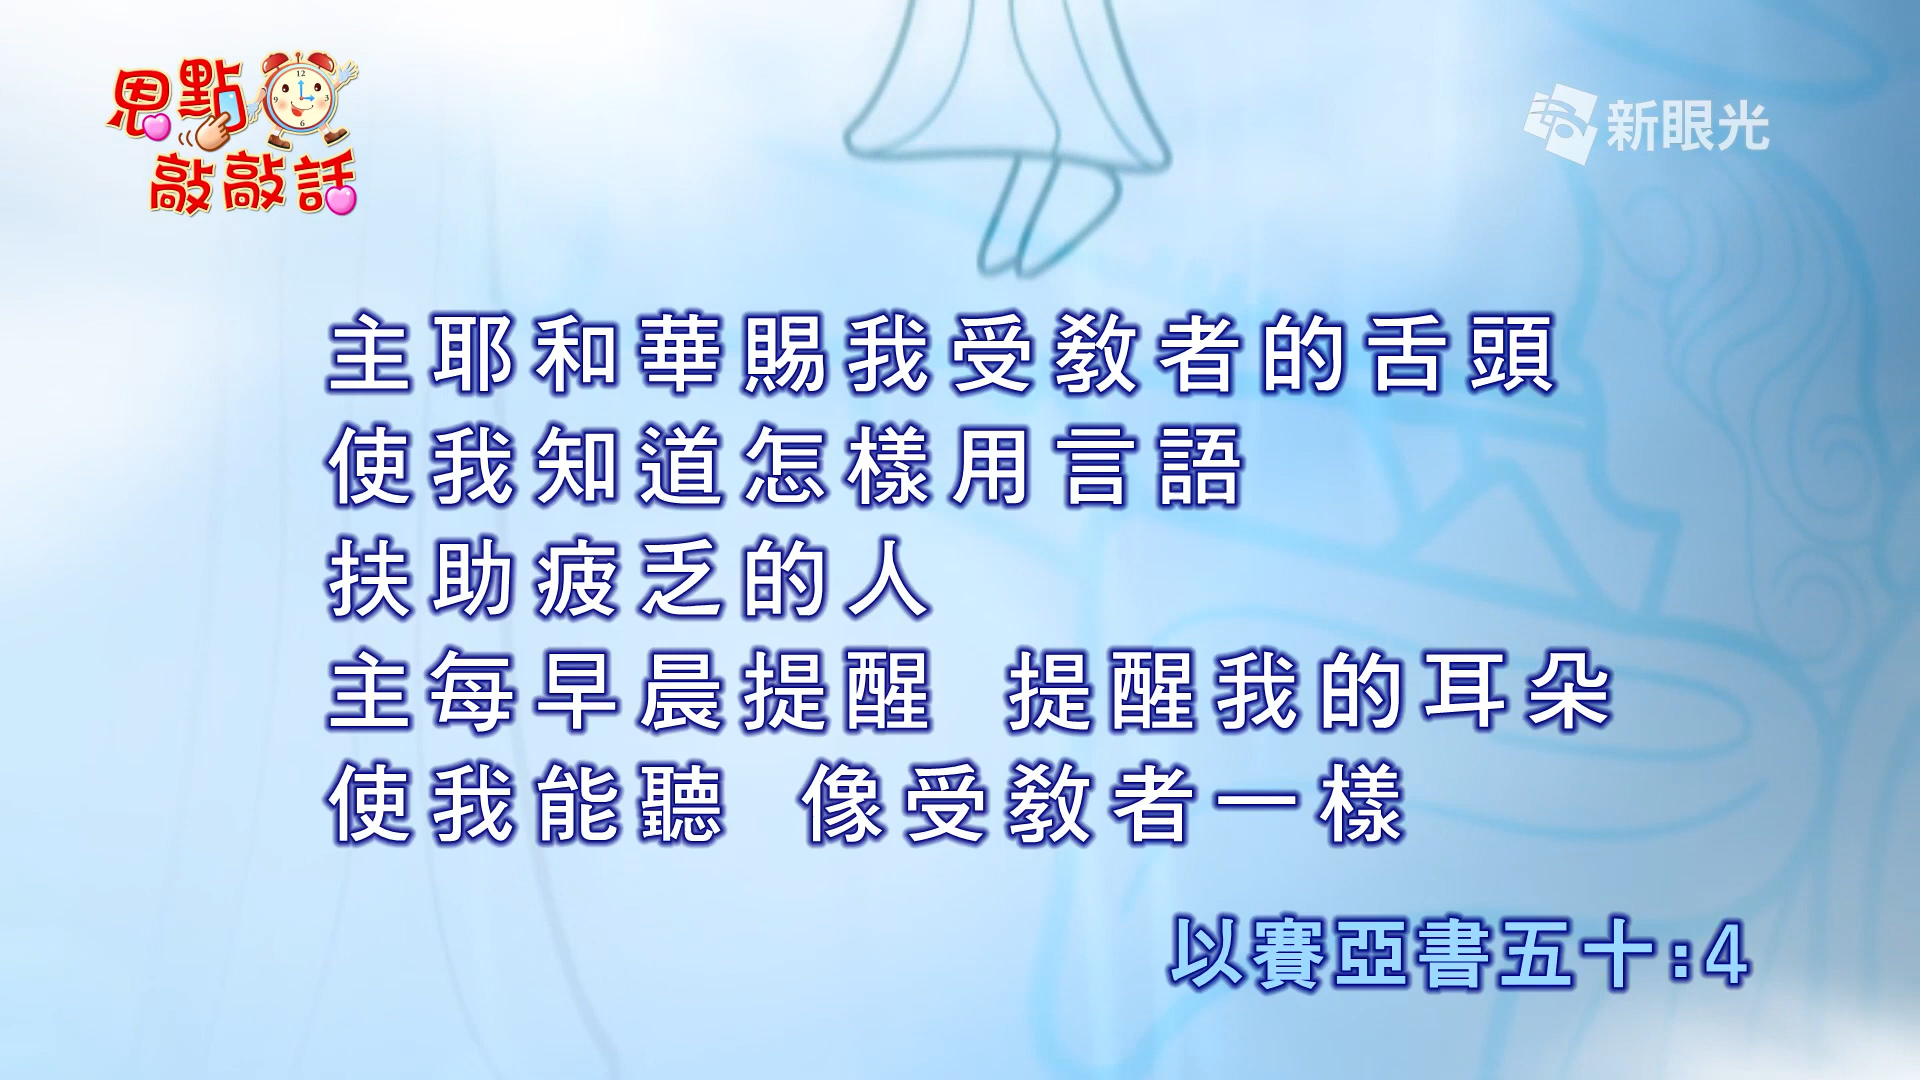 恩點
敲敲話
新眼光
主耶和華賜我受教者的舌頭
使我知道怎樣用言語
扶助疲乏的人
主每早晨提醒 提醒我的耳朵
使我能聽 像受教者一樣
以賽亞書五十:4